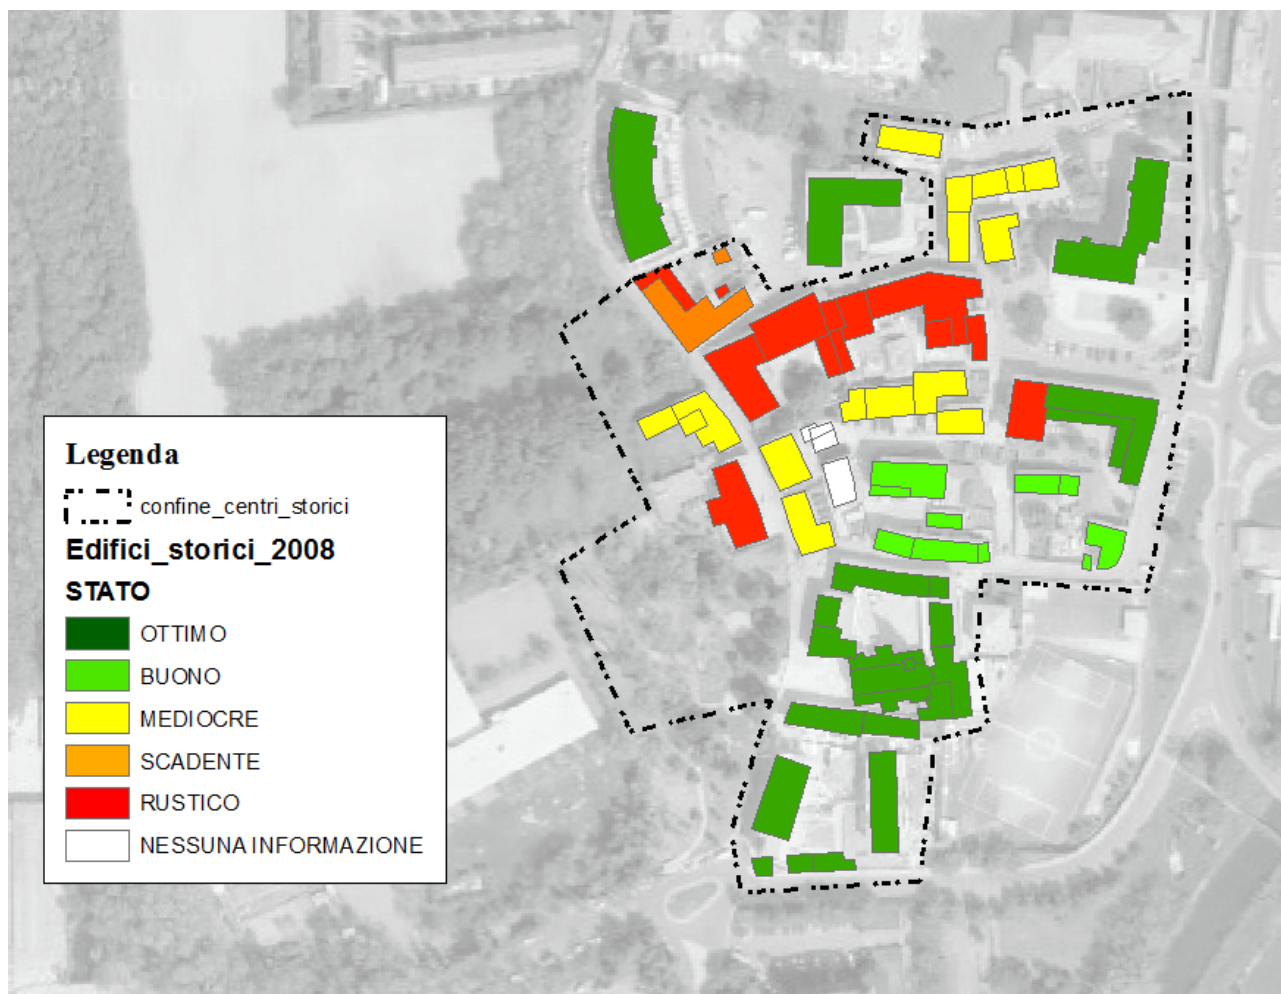 Legenda
confine_centri_storici
Edifici_storici_2008
STATO
OTTIMO
BUONO
MEDIOCRE
SCADENTE
RUSTICO
NESSUNA INFORMAZIONE